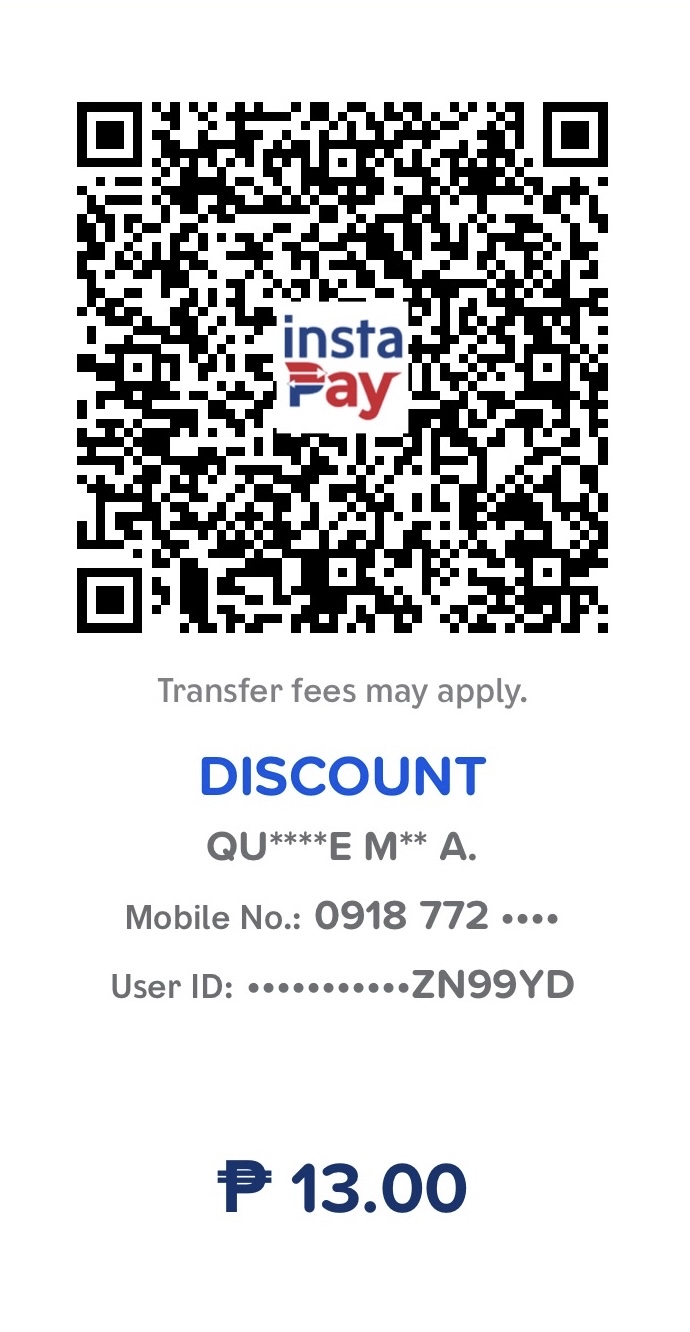 insta
Pay
Transfer fees may apply.
DISCOUNT
QU****E M** A.
Mobile No.: 0918 772 ••••
User ID: •••••••••••ZN99YD
₱ 13.00